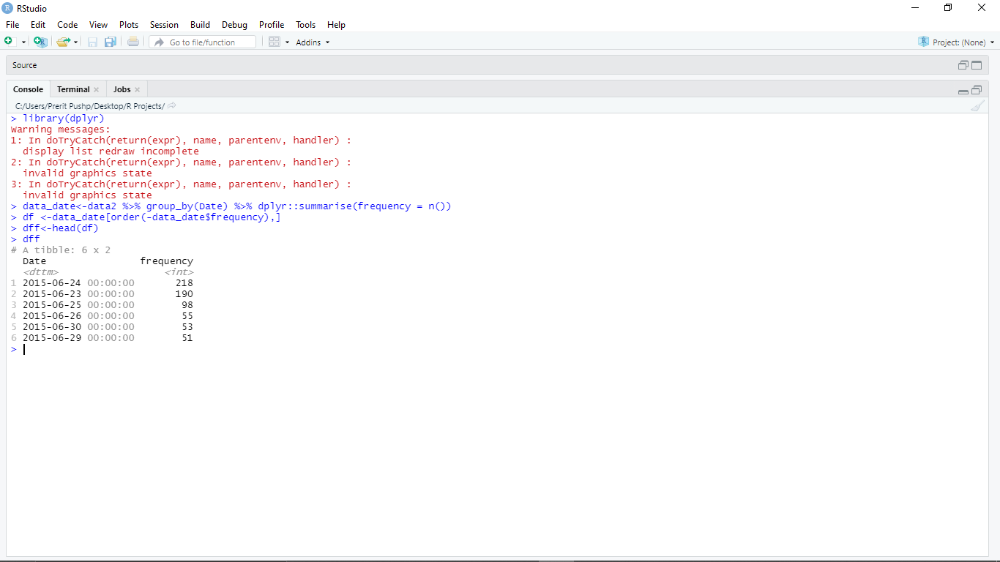 RStudio
File Edit Code View Plots Session Build Debug Profile Tools Help
Go to file/function Addins Project: (None)
Source
Console Terminal Jobs
C:/Users/Prerit Pushp/Desktop/R Projects/
> library(dplyr)
Warning messages:
1: In doTryCatch(return(expr), name, parentenv, handler) :
  display list redraw incomplete
2: In doTryCatch(return(expr), name, parentenv, handler) :
  invalid graphics state
3: In doTryCatch(return(expr), name, parentenv, handler) :
  invalid graphics state
> data_date<-data2 %>% group_by(Date) %>% dplyr::summarise(frequency = n())
> df <-data_date[order(-data_date$frequency),]
> dff<-head(df)
> dff
# A tibble: 6 x 2
  Date                frequency
  <dttm>                  <int>
1 2015-06-24 00:00:00       218
2 2015-06-23 00:00:00       190
3 2015-06-25 00:00:00        98
4 2015-06-26 00:00:00        55
5 2015-06-30 00:00:00        53
6 2015-06-29 00:00:00        51
>